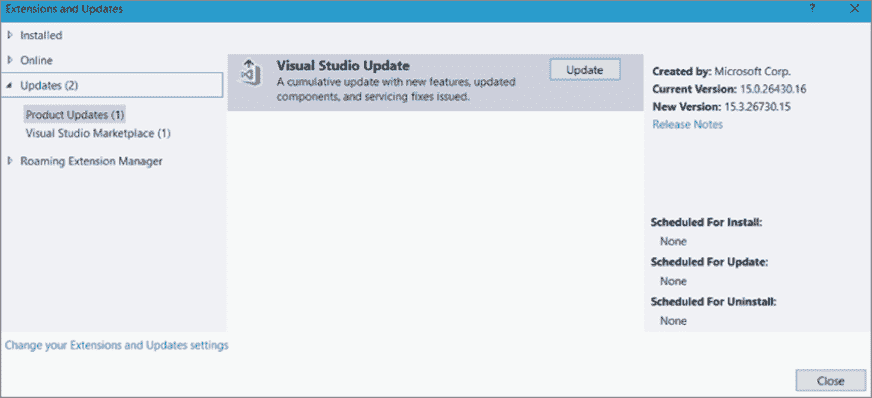 Extensions and Updates
?
Installed
Online
Updates (2)
Product Updates (1)
Visual Studio Marketplace (1)
Roaming Extension Manager
Visual Studio Update
A cumulative update with new features, updated
components, and servicing fixes issued.
Update
Created by: Microsoft Corp.
Current Version: 15.0.26430.16
New Version: 15.3.26730.15
Release Notes
Scheduled For Install:
None
Scheduled For Update:
None
Scheduled For Uninstall:
None
Change your Extensions and Updates settings
Close